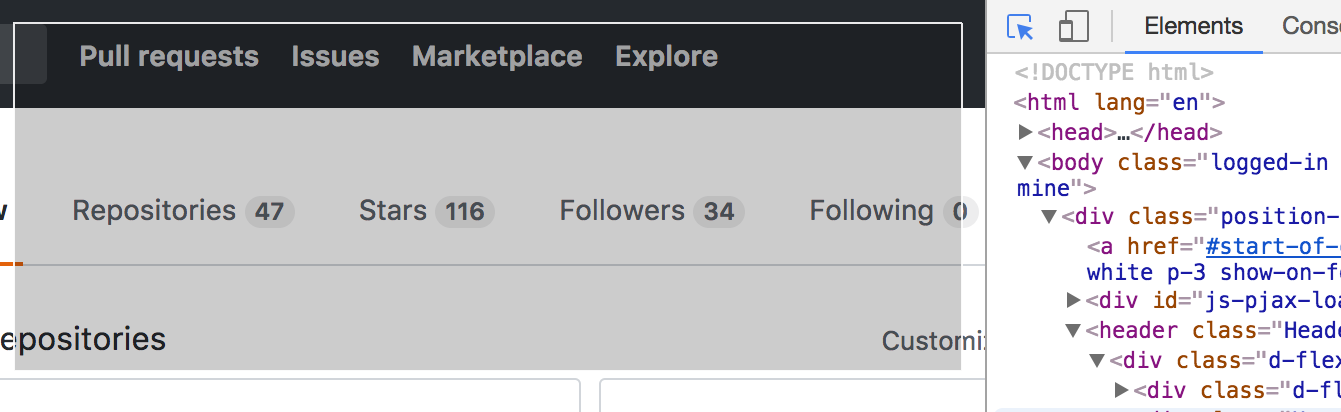 Pull requests Issues Marketplace Explore
Repositories 47 Stars 116 Followers 34 Following 0
epositories
Customi
Elements Cons
<!DOCTYPE html>
<html lang="en">
<head>…</head>
<body class="logged-in
mine">
<div class="position-
<a href="#start-of-
white p-3 show-on-f
<div id="js-pjax-loa
<header class="Heade
<div class="d-flex
<div class="d-fl